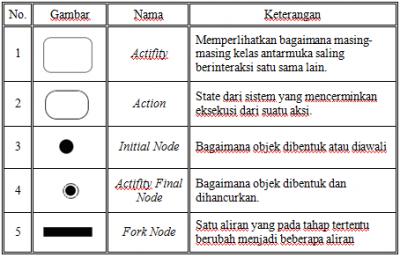 No. Gambar Nama Keterangan
1 Actifity Memperlihatkan bagaimana masing-
masing kelas antarmuka saling
berinteraksi satu sama lain.
2 Action State dari sistem yang mencerminkan
eksekusi dari suatu aksi.
3 Initial Node Bagaimana objek dibentuk atau diawali
4 Actifity Final Bagaimana objek dibentuk dan
Node dihancurkan.
5 Fork Node Satu aliran yang pada tahap tertentu
berubah menjadi beberapa aliran